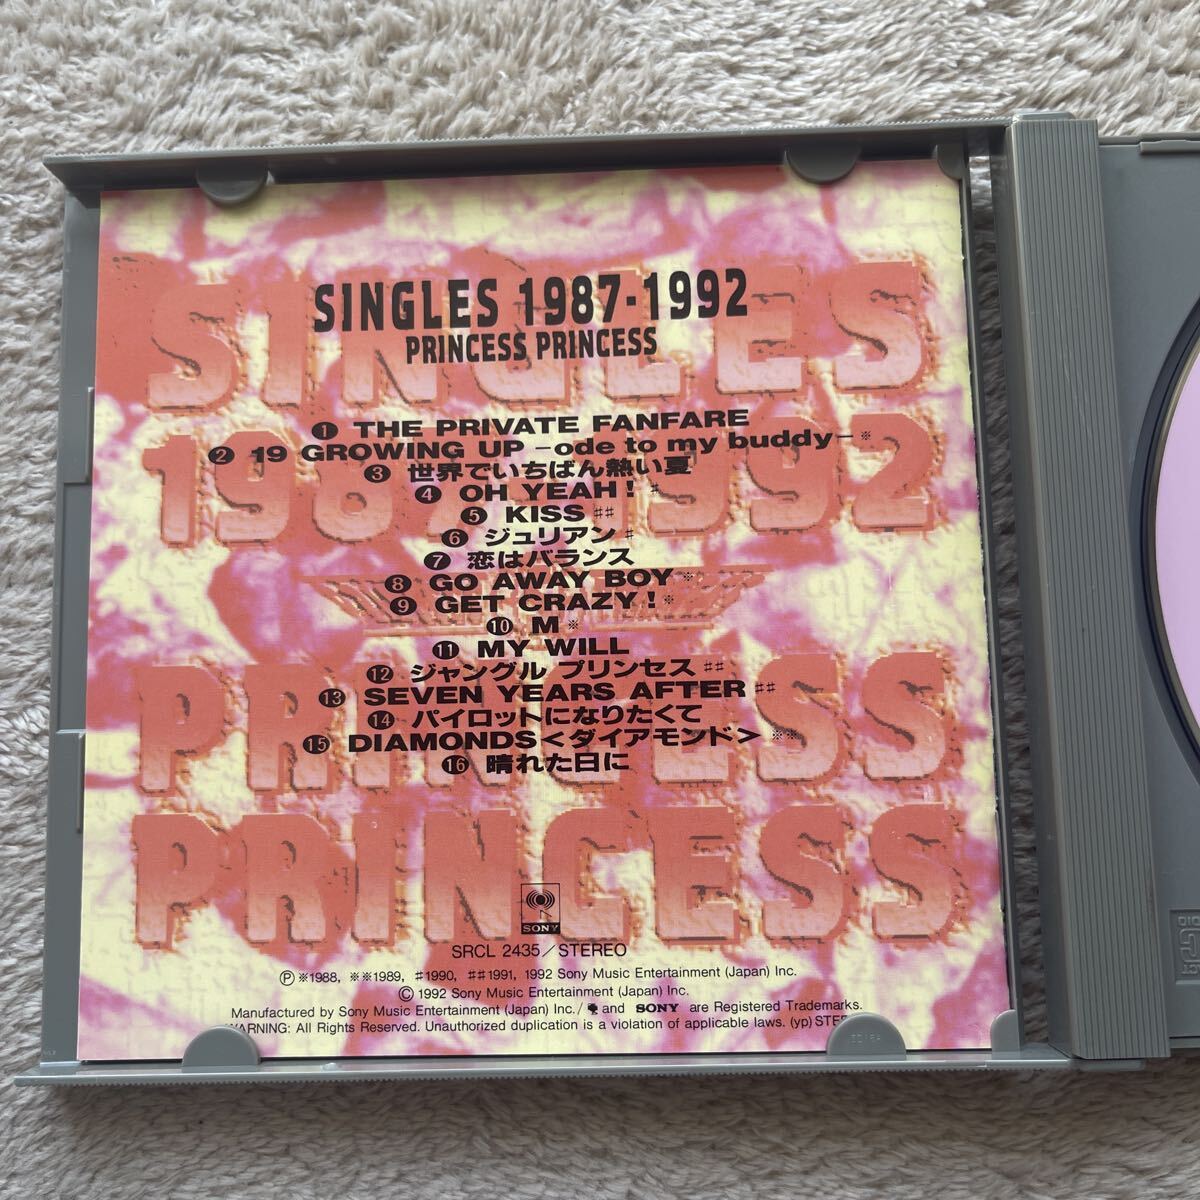 SINGLES 1987-1992
PRINCESS PRINCESS
❶ THE PRIVATE FANFARE
❷ 19 GROWING UP –ode to my buddy–※
❸ 世界でいちばん熱い夏
❹ OH YEAH!♯
❺ KISS♯♯
❻ ジュリアン♯
❼ 恋はバランス
❽ GO AWAY BOY※
❾ GET CRAZY!※
❿ M※
⓫ MY WILL
⓬ ジャングル プリンセス♯♯
⓭ SEVEN YEARS AFTER♯♯
⓮ パイロットになりたくて
⓯ DIAMONDS<ダイアモンド>※※
⓰ 晴れた日に
SINGLES
1987-1992
PRINCESS
PRINCESS
SONY
SRCL 2435/STEREO
Ⓟ※1988, ※※1989, ♯1990, ♯♯1991, 1992 Sony Music Entertainment (Japan) Inc.
Ⓒ 1992 Sony Music Entertainment (Japan) Inc.
Manufactured by Sony Music Entertainment (Japan) Inc./ and SONY are Registered Trademarks.
WARNING: All Rights Reserved. Unauthorized duplication is a violation of applicable laws. (yp) STE